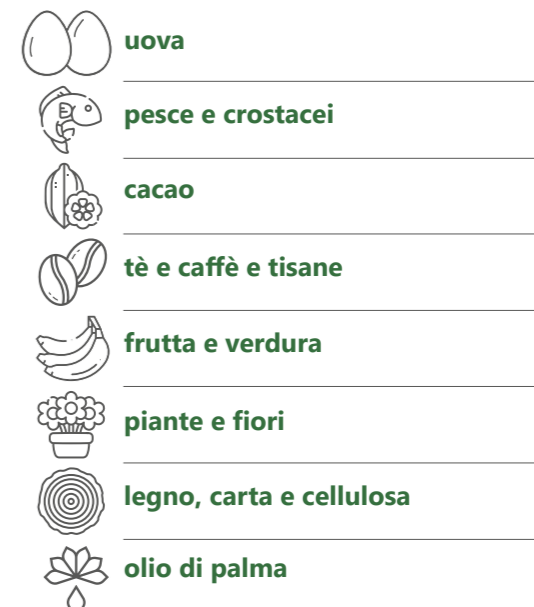 uova
pesce e crostacei
cacao
tè e caffè e tisane
frutta e verdura
piante e fiori
legno, carta e cellulosa
olio di palma